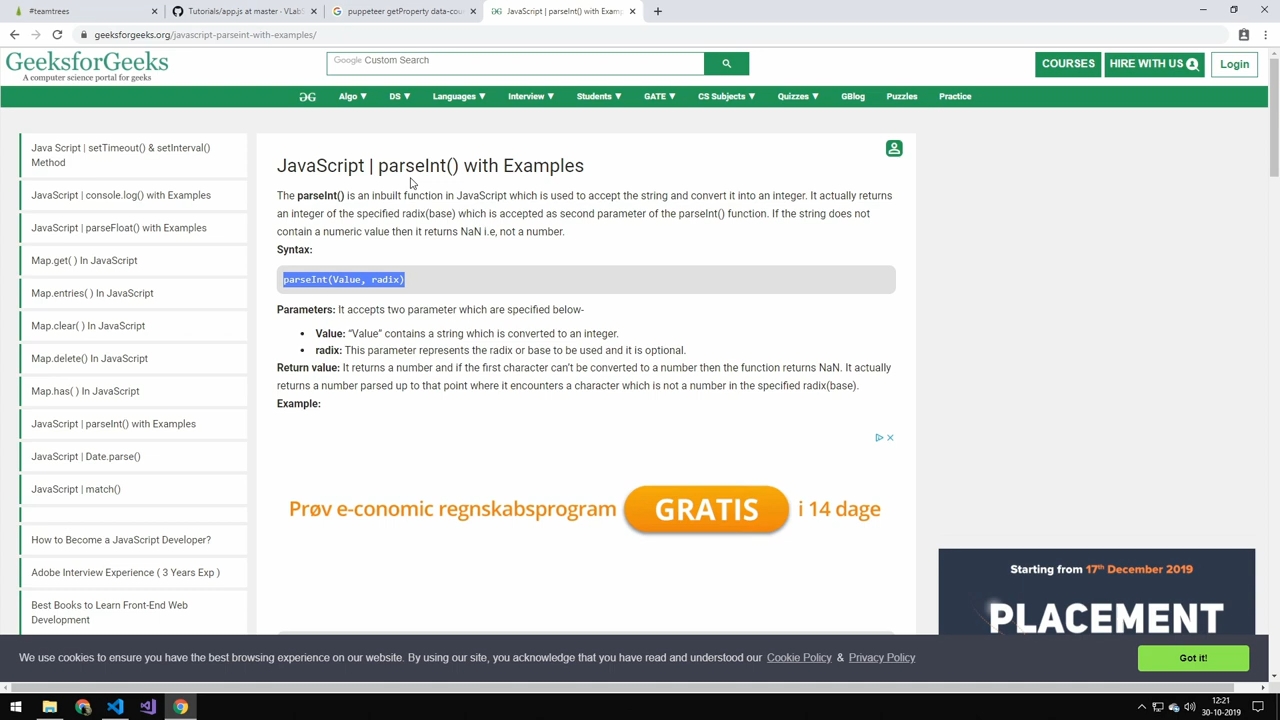 #teamtrees
Tutorials/app.js at master · VLabS
puppeteer getProperty data-cou
JavaScript | parseInt() with Exam
geeksforgeeks.org/javascript-parseint-with-examples/
GeeksforGeeks
A computer science portal for geeks
Google Custom Search
COURSES
HIRE WITH US
Login
Algo ▼
DS ▼
Languages ▼
Interview ▼
Students ▼
GATE ▼
CS Subjects ▼
Quizzes ▼
GBlog
Puzzles
Practice
Java Script | setTimeout() & setInterval()
Method
JavaScript | console.log() with Examples
JavaScript | parseFloat() with Examples
Map.get( ) In JavaScript
Map.entries( ) In JavaScript
Map.clear( ) In JavaScript
Map.delete() In JavaScript
Map.has( ) In JavaScript
JavaScript | parseInt() with Examples
JavaScript | Date.parse()
JavaScript | match()
How to Become a JavaScript Developer?
Adobe Interview Experience ( 3 Years Exp )
Best Books to Learn Front-End Web
Development
JavaScript | parseInt() with Examples
The parseInt() is an inbuilt function in JavaScript which is used to accept the string and convert it into an integer. It actually returns
an integer of the specified radix(base) which is accepted as second parameter of the parseInt() function. If the string does not
contain a numeric value then it returns NaN i.e, not a number.
Syntax:
parseInt(Value, radix)
Parameters: It accepts two parameter which are specified below-
• Value: “Value” contains a string which is converted to an integer.
• radix: This parameter represents the radix or base to be used and it is optional.
Return value: It returns a number and if the first character can’t be converted to a number then the function returns NaN. It actually
returns a number parsed up to that point where it encounters a character which is not a number in the specified radix(base).
Example:
Prøv e-conomic regnskabsprogram GRATIS i 14 dage
Starting from 17th December 2019
PLACEMENT
We use cookies to ensure you have the best browsing experience on our website. By using our site, you acknowledge that you have read and understood our Cookie Policy & Privacy Policy
Got it!
12:21
30-10-2019